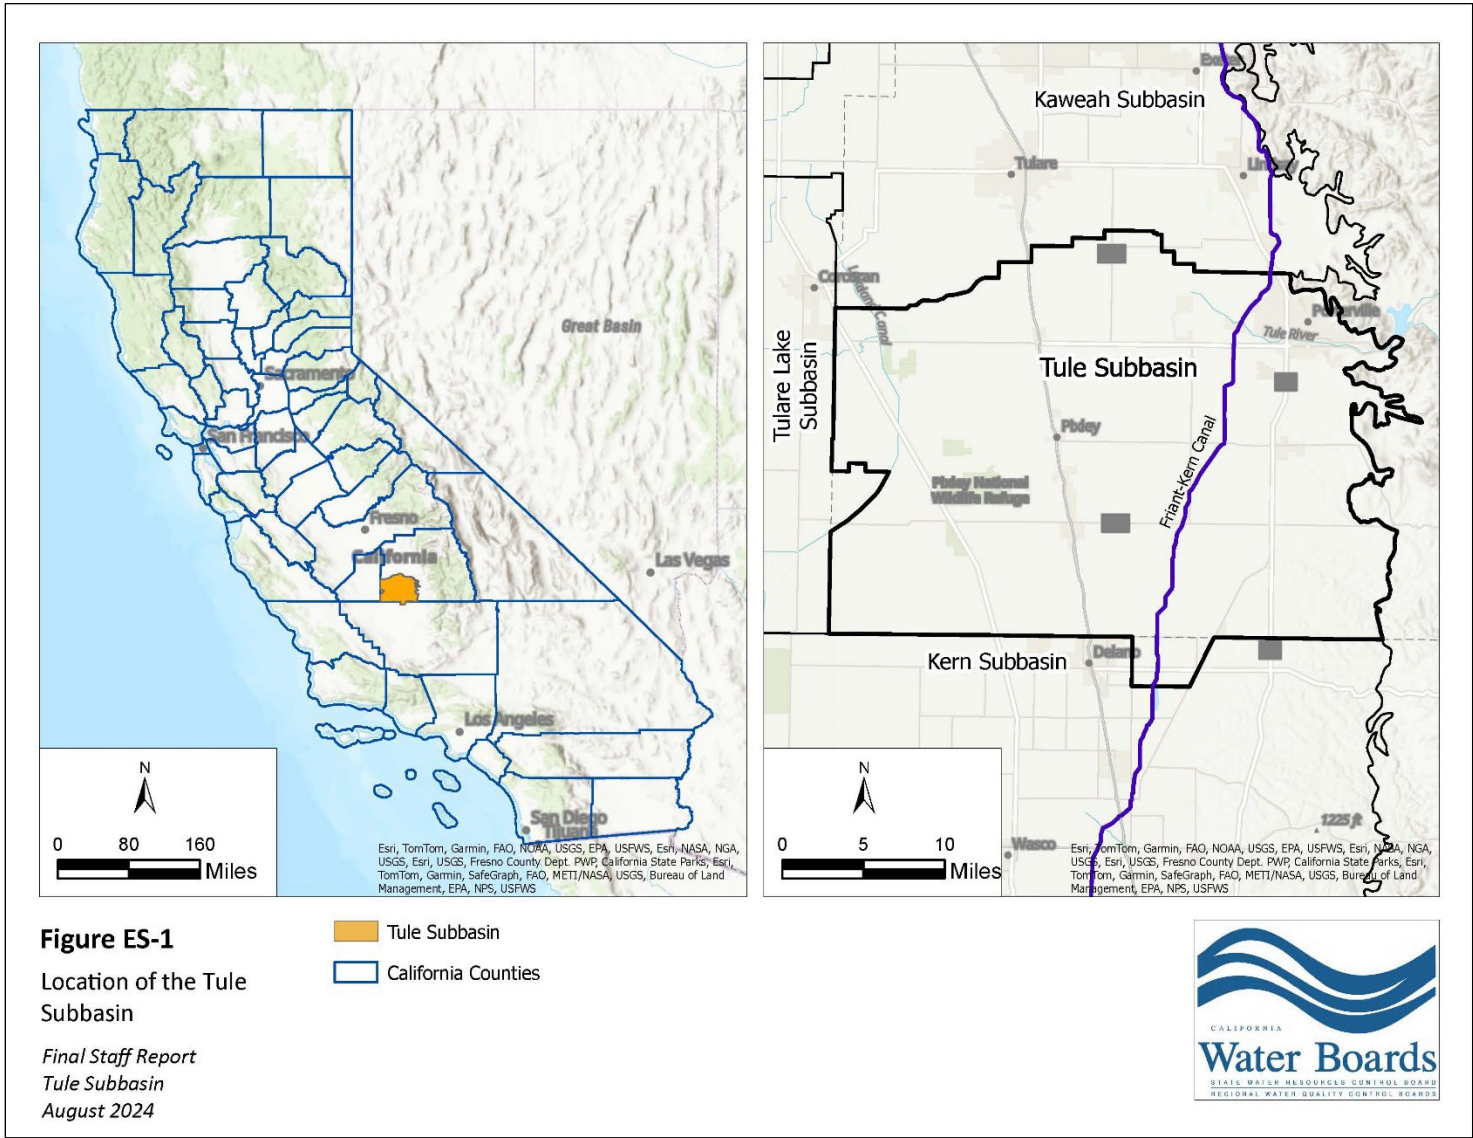 Great Basin
Sacramento
San Francisco
Fresno
California
Las Vegas
Los Angeles
San Diego
Tijuana
N
0 80 160
Miles
Esri, TomTom, Garmin, FAO, NOAA, USGS, EPA, USFWS, Esri, NASA, NGA,
USGS, Esri, USGS, Fresno County Dept. PWP, California State Parks, Esri,
TomTom, Garmin, SafeGraph, FAO, METI/NASA, USGS, Bureau of Land
Management, EPA, NPS, USFWS
Exeter
Kaweah Subbasin
Tulare
Lindsay
Corcoran
Lakeland Canal
Porterville
Tule River
Tulare Lake
Subbasin
Tule Subbasin
Pixley
Friant-Kern Canal
Pixley National
Wildlife Refuge
Kern Subbasin
Delano
1225 ft
Wasco
N
0 5 10
Miles
Esri, TomTom, Garmin, FAO, NOAA, USGS, EPA, USFWS, Esri, NASA, NGA,
USGS, Esri, USGS, Fresno County Dept. PWP, California State Parks, Esri,
TomTom, Garmin, SafeGraph, FAO, METI/NASA, USGS, Bureau of Land
Management, EPA, NPS, USFWS
Figure ES-1
Location of the Tule
Subbasin
Final Staff Report
Tule Subbasin
August 2024
Tule Subbasin
California Counties
CALIFORNIA
Water Boards
STATE WATER RESOURCES CONTROL BOARD
REGIONAL WATER QUALITY CONTROL BOARDS